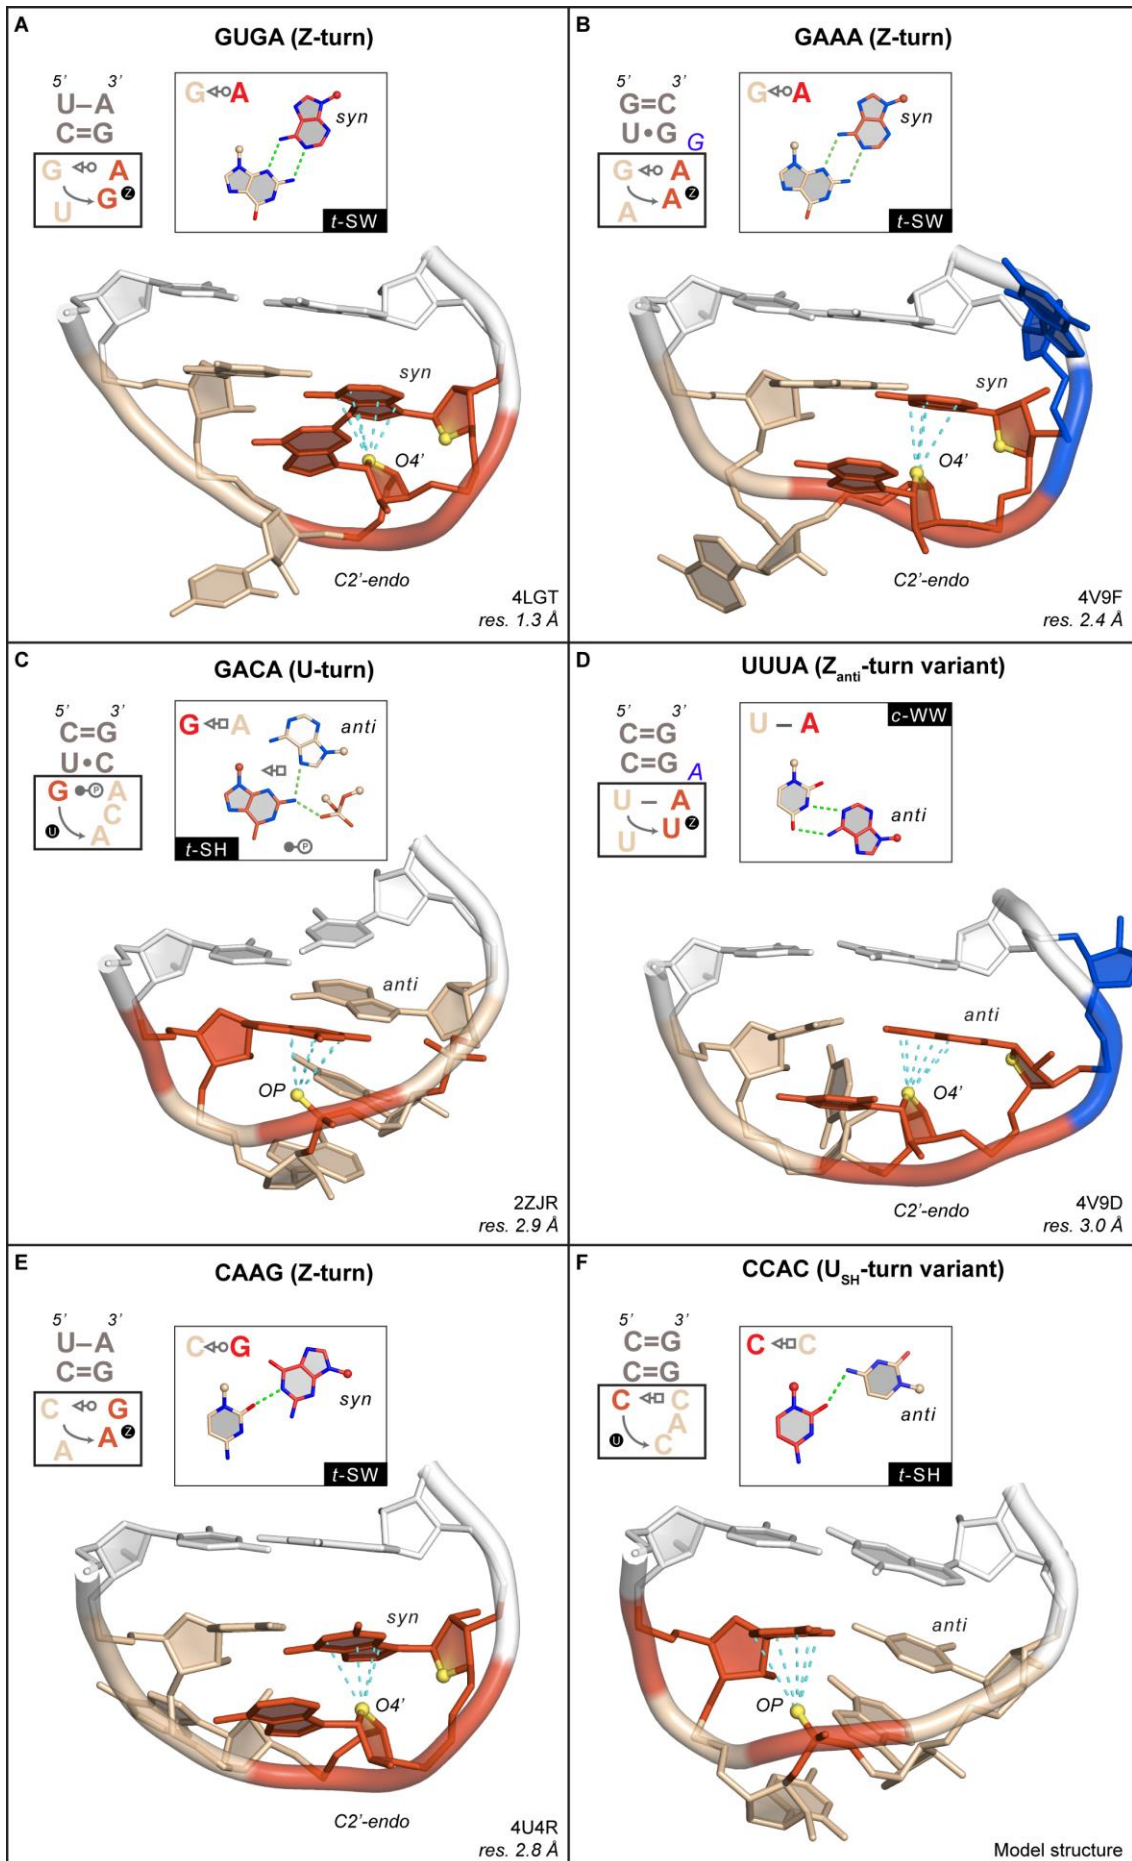 A
GUGA (Z-turn)
5’ 3’
U–A
C=G
G A
U G Z
G A
syn
t-SW
syn
O4’
C2’-endo
4LGT
res. 1.3 Å
B
GAAA (Z-turn)
5’ 3’
G=C
U•G G
G A
A A Z
G A
syn
t-SW
syn
O4’
C2’-endo
4V9F
res. 2.4 Å
C
GACA (U-turn)
5’ 3’
C=G
U•C
G P A
C
U A
G A
anti
P
t-SH
anti
OP
2ZJR
res. 2.9 Å
D
UUUA (Zanti-turn variant)
5’ 3’
C=G
C=G A
U – A
U U Z
U – A
c-WW
anti
anti
O4’
C2’-endo
4V9D
res. 3.0 Å
E
CAAG (Z-turn)
5’ 3’
U–A
C=G
C G
A A Z
C G
syn
t-SW
syn
O4’
C2’-endo
4U4R
res. 2.8 Å
F
CCAC (USH-turn variant)
5’ 3’
C=G
C=G
C C
A
U C
C C
anti
t-SH
anti
OP
Model structure